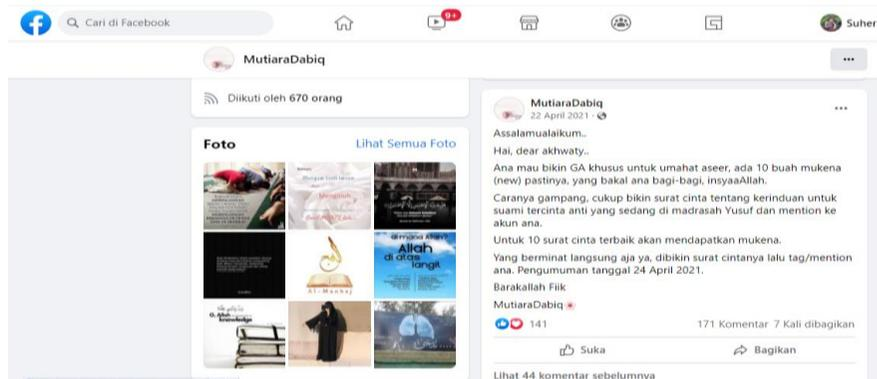 Cari di Facebook
9+
Suher
MutiaraDabiq
Diikuti oleh 670 orang
Foto
Lihat Semua Foto
di mana Allah?
Allah
di atas
langit
Al-Manhaj
knowledge
MutiaraDabiq
22 April 2021
Assalamualaikum..
Hai, dear akhwaty..
Ana mau bikin GA khusus untuk umahat aseer, ada 10 buah mukena
(new) pastinya, yang bakal ana bagi-bagi, insyaaAllah.
Caranya gampang, cukup bikin surat cinta tentang kerinduan untuk
suami tercinta anti yang sedang di madrasah Yusuf dan mention ke
akun ana.
Untuk 10 surat cinta terbaik akan mendapatkan mukena.
Yang berminat langsung aja ya, dibikin surat cintanya lalu tag/mention
ana. Pengumuman tanggal 24 April 2021.
Barakallah Fiik
MutiaraDabiq
141
171 Komentar 7 Kali dibagikan
Suka
Bagikan
Lihat 44 komentar sebelumnya